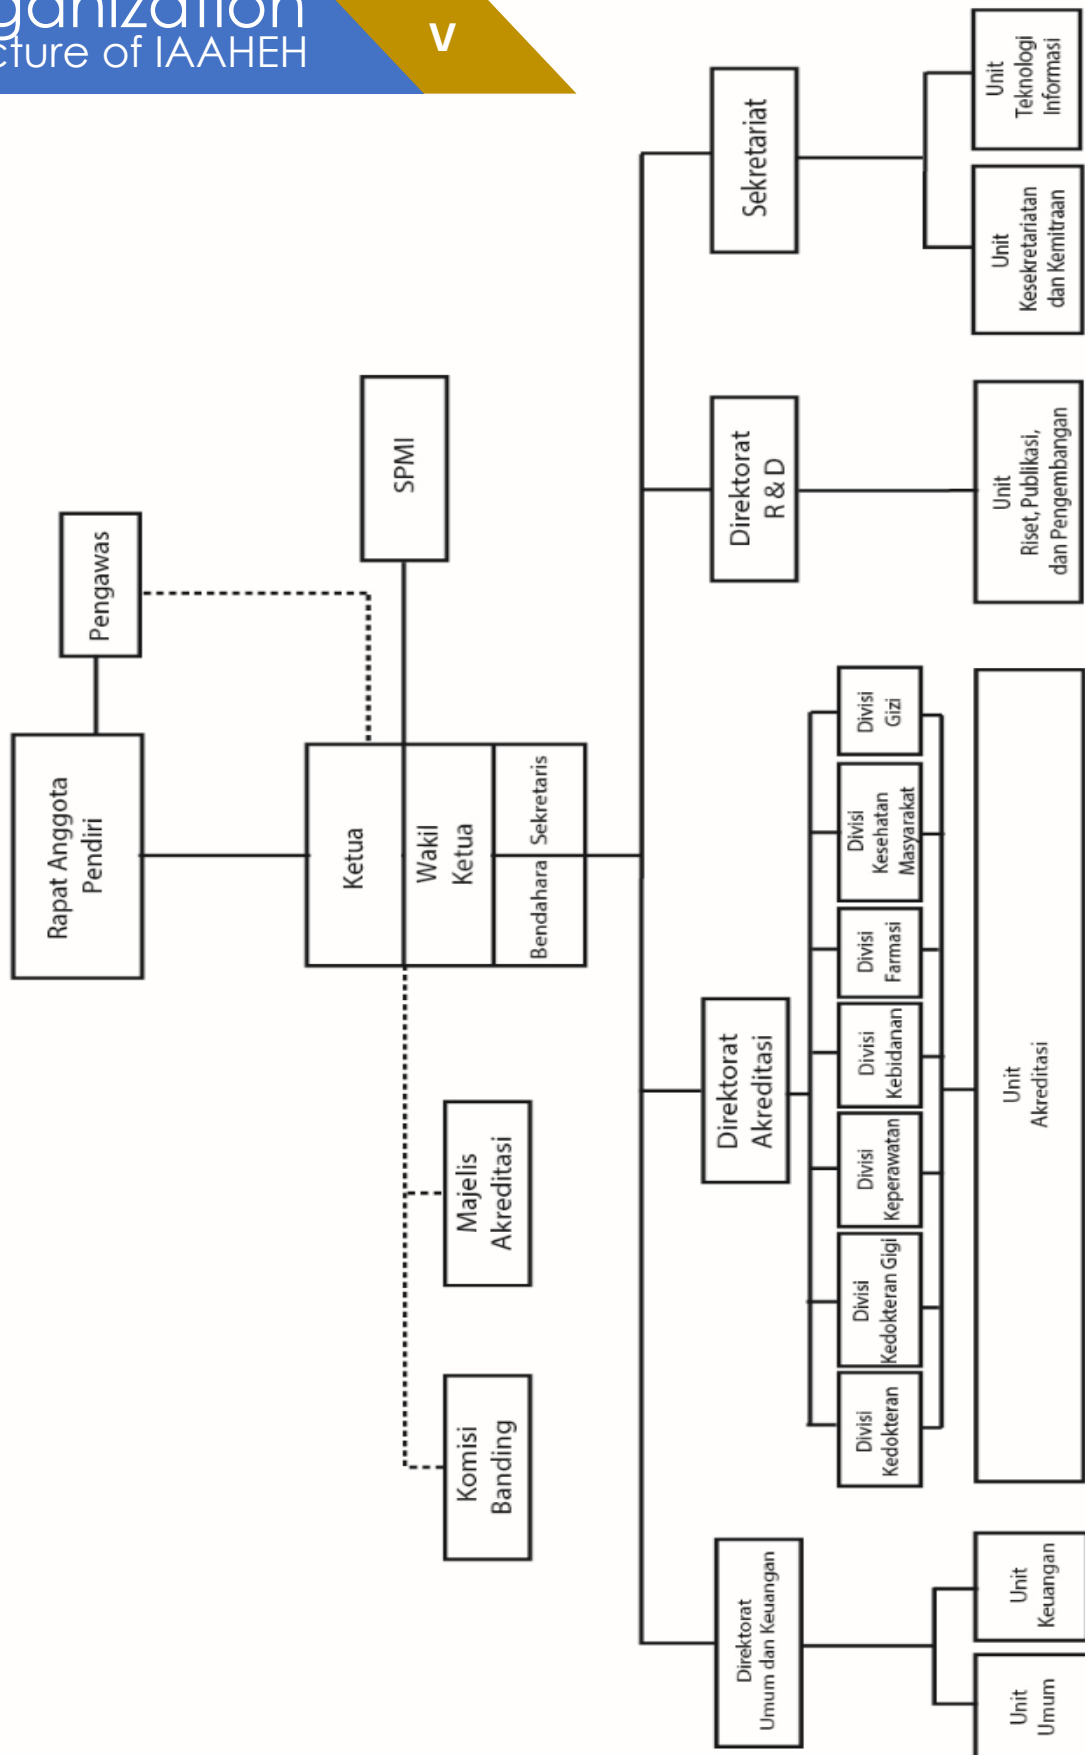 ganization
cture of IAAHEH
V
Rapat Anggota
Pendiri
Pengawas
Ketua
Wakil
Ketua
Bendahara
Sekretaris
SPMI
Komisi
Banding
Majelis
Akreditasi
Direktorat
Umum dan Keuangan
Direktorat
Akreditasi
Direktorat
R & D
Sekretariat
Divisi
Kedokteran
Divisi
Kedokteran Gigi
Divisi
Keperawatan
Divisi
Kebidanan
Divisi
Farmasi
Divisi
Kesehatan
Masyarakat
Divisi
Gizi
Unit
Umum
Unit
Keuangan
Unit
Akreditasi
Unit
Riset, Publikasi,
dan Pengembangan
Unit
Kesekretariatan
dan Kemitraan
Unit
Teknologi
Informasi